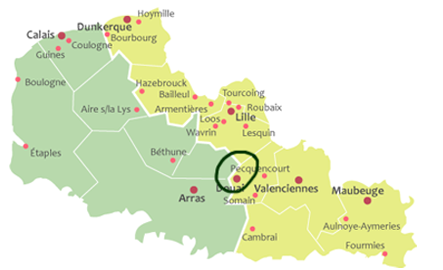 Hoymille
Dunkerque
Calais
Bourbourg
Coulogne
Guines
Hazebrouck
Boulogne
Bailleul
Tourcoing
Aire s/la Lys
Armentières
Roubaix
Loos
Lille
Wavrin
Lesquin
Étaples
Béthune
Pecquencourt
Arras
Douai
Valenciennes
Maubeuge
Somain
Aulnoye-Aymeries
Cambrai
Fourmies